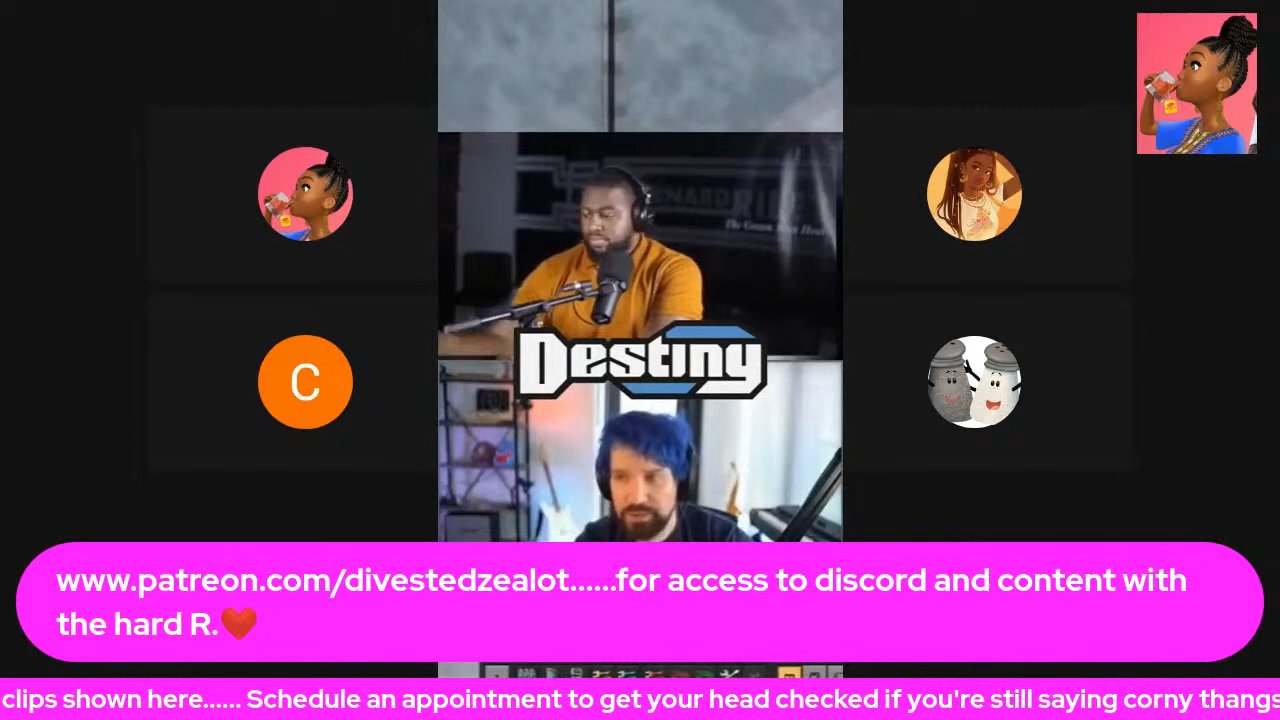 Destiny
C
www.patreon.com/divestedzealot......for access to discord and content with
the hard R.❤️
clips shown here...... Schedule an appointment to get your head checked if you're still saying corny thangs